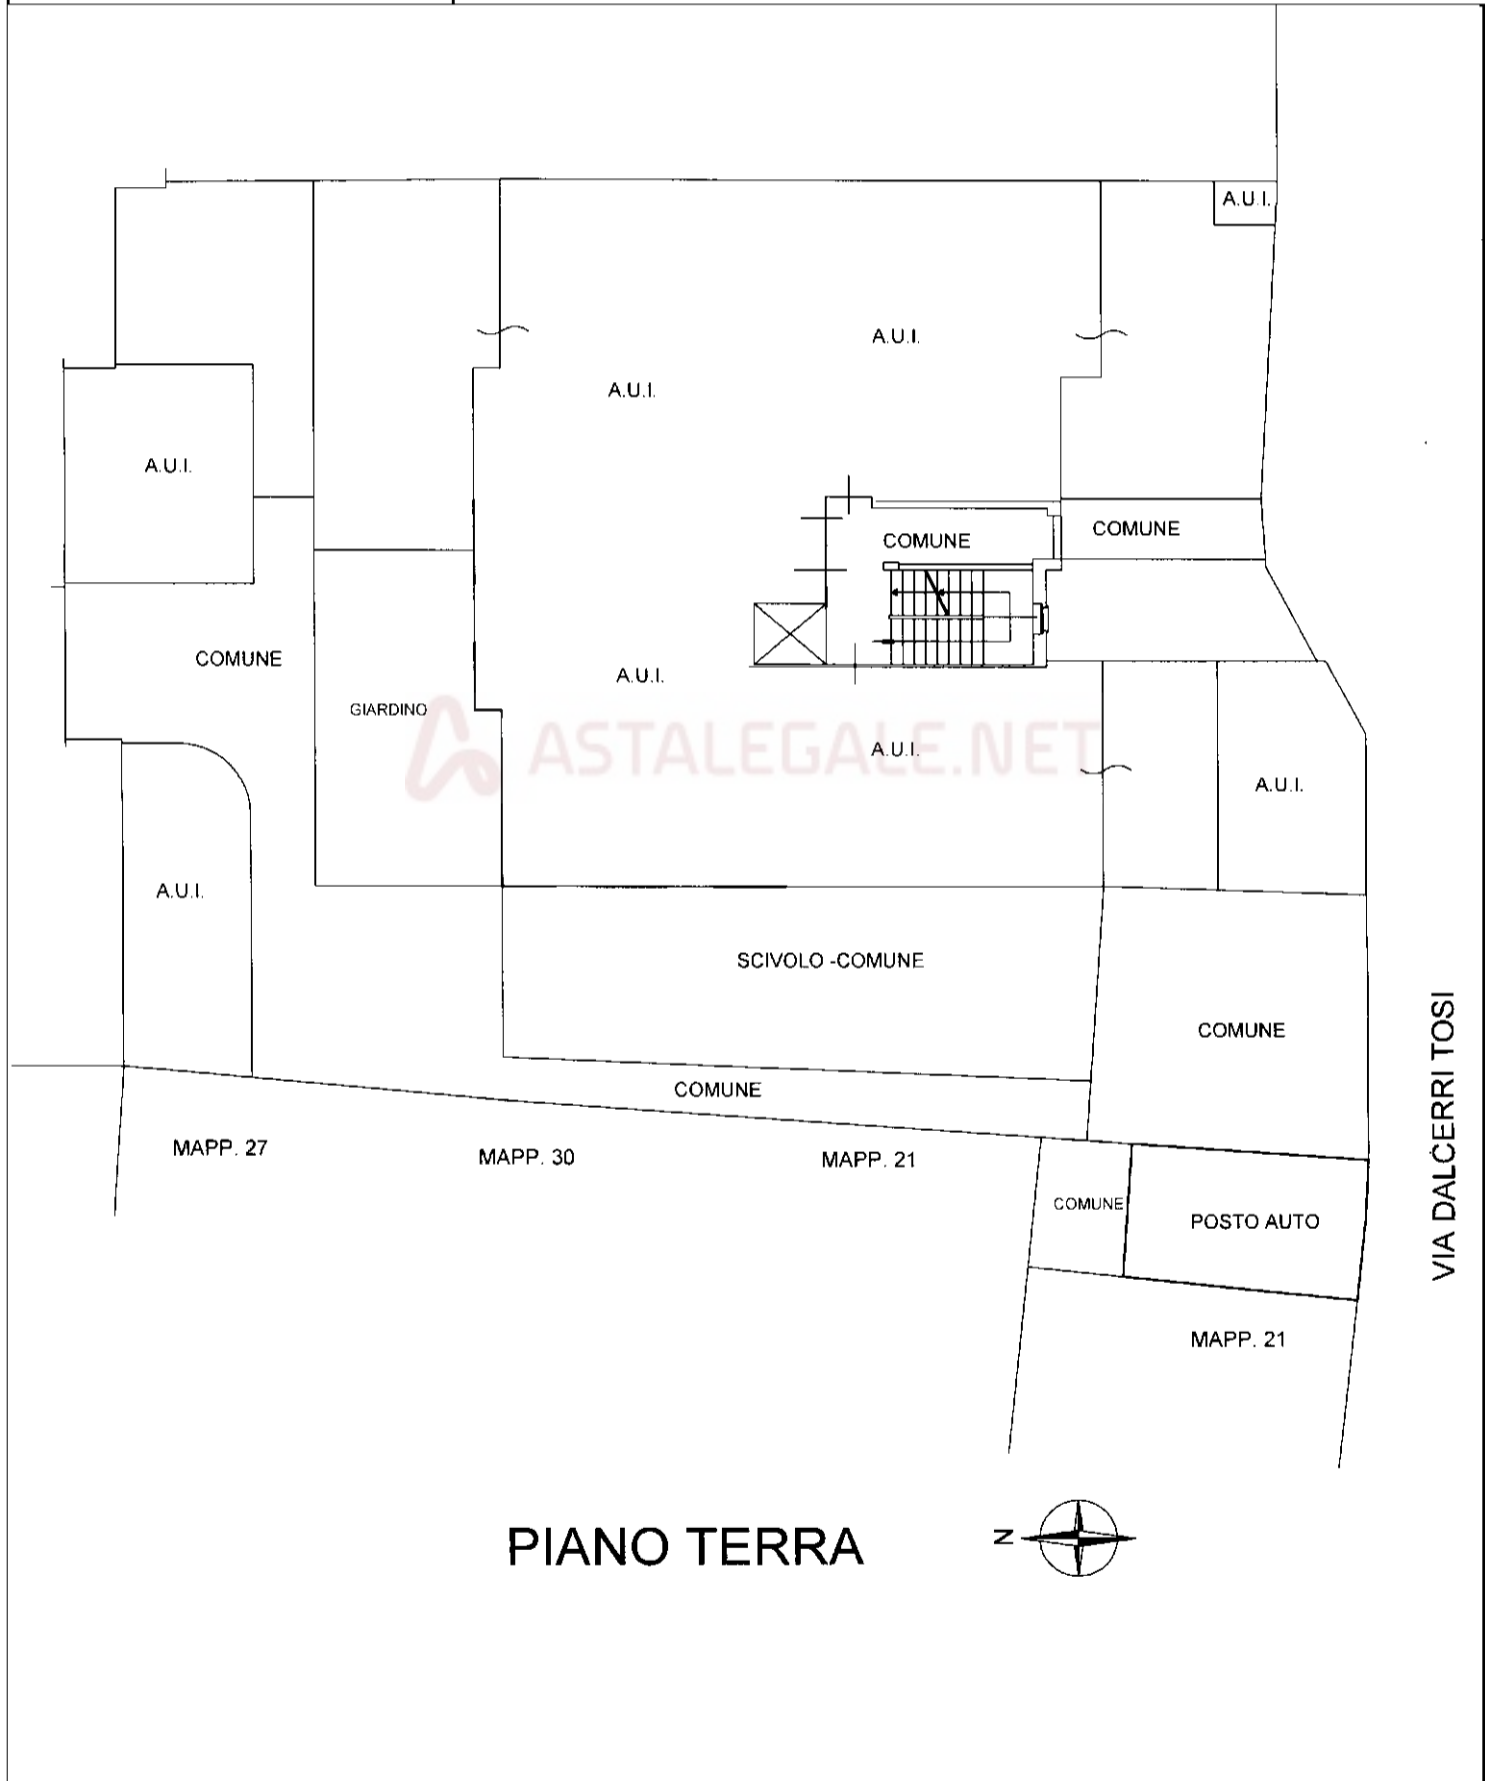 A.U.I.
A.U.I.
A.U.I.
A.U.I.
COMUNE
COMUNE
COMUNE
A.U.I.
GIARDINO
ASTALEGALE.NET
A.U.I.
A.U.I.
A.U.I.
SCIVOLO -COMUNE
COMUNE
VIA DALCERRI TOSI
COMUNE
MAPP. 27
MAPP. 30
MAPP. 21
COMUNE
POSTO AUTO
MAPP. 21
PIANO TERRA
N